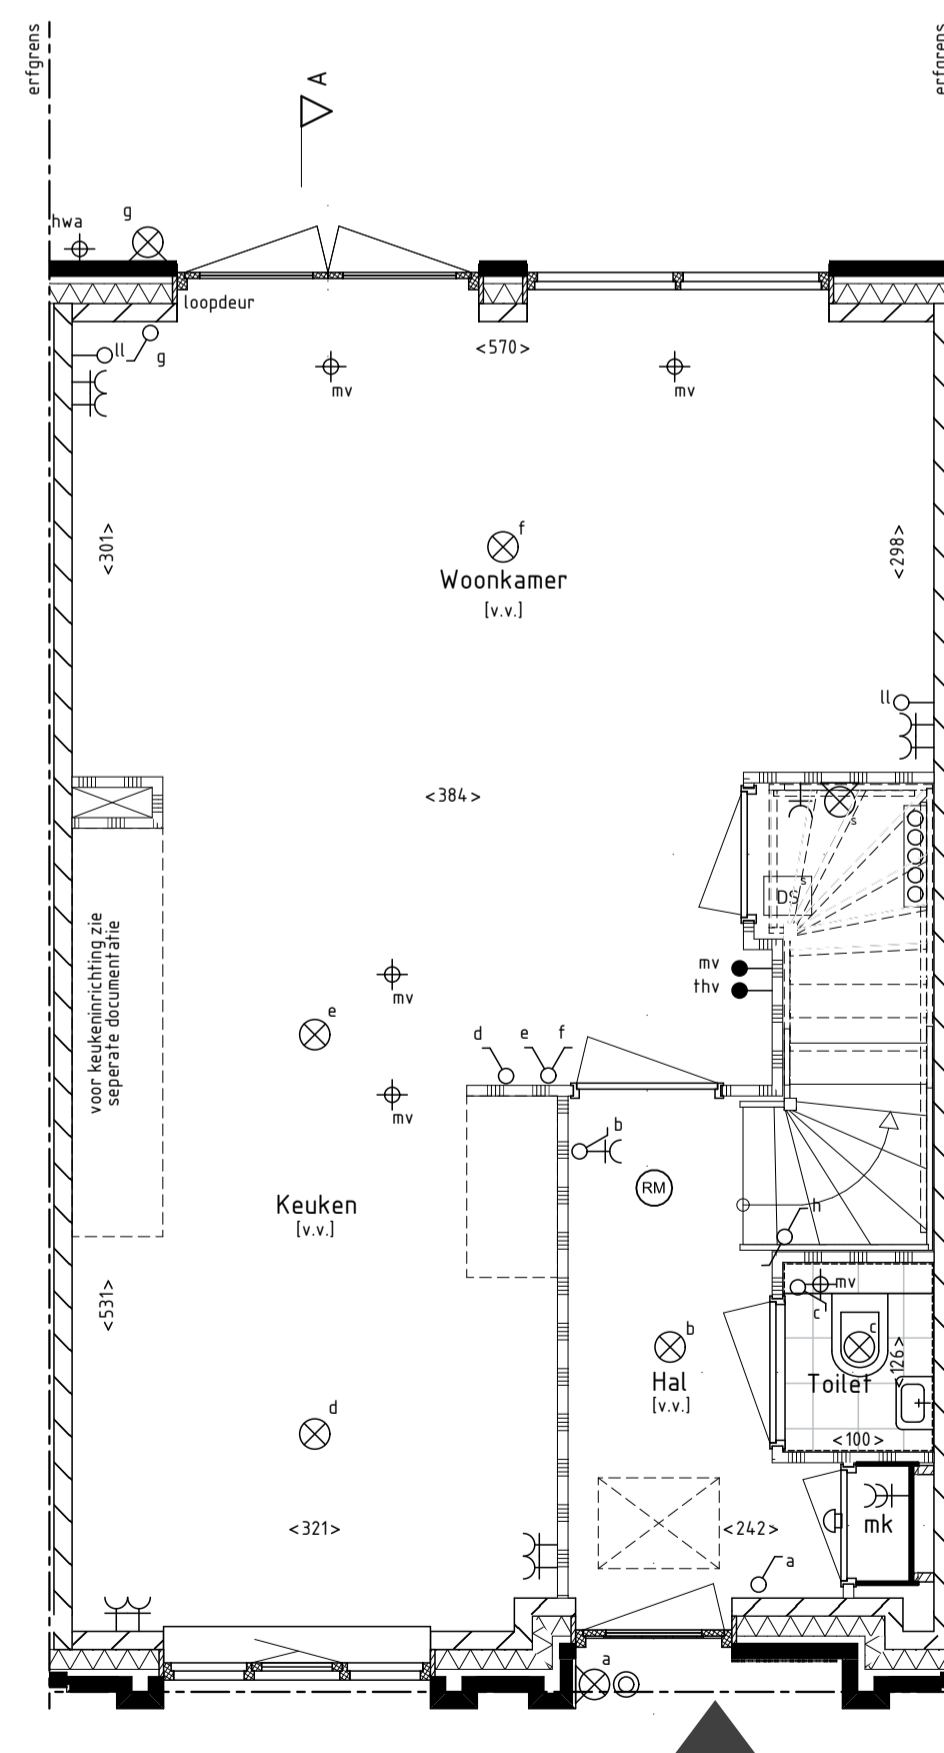 erfgrens
erfgrens
A
hwa
g
loopdeur
ll
g
<570>
mv
mv
<301>
<298>
f
Woonkamer
[v.v.]
ll
<384>
s
s
DS
voor keukeninrichting zie
seperate documentatie
mv
thv
mv
e
d
e
f
mv
b
RM
Keuken
[v.v.]
h
mv
c
c
<126>
<531>
b
Hal
[v.v.]
Toilet
<100>
d
<321>
<242>
mk
a
a